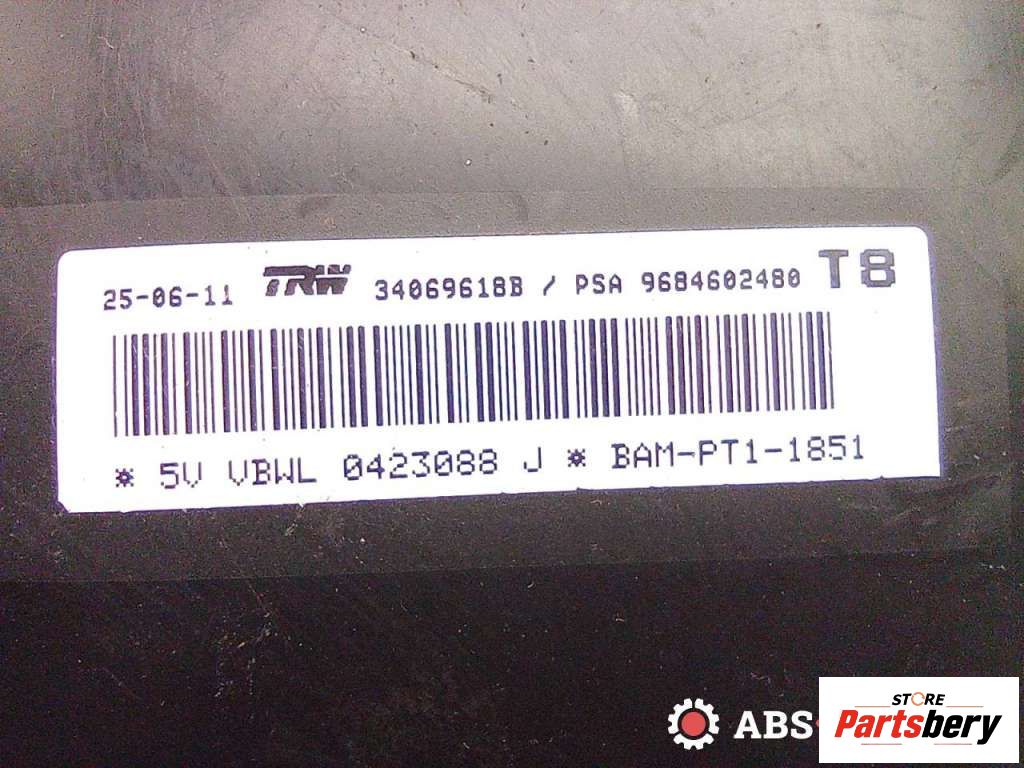 25-06-11 TRW 34069618B / PSA 9684602480 T8
* 5V VBWL 0423088 J * BAM-PT1-1851
ABS-
STORE
Partsbery